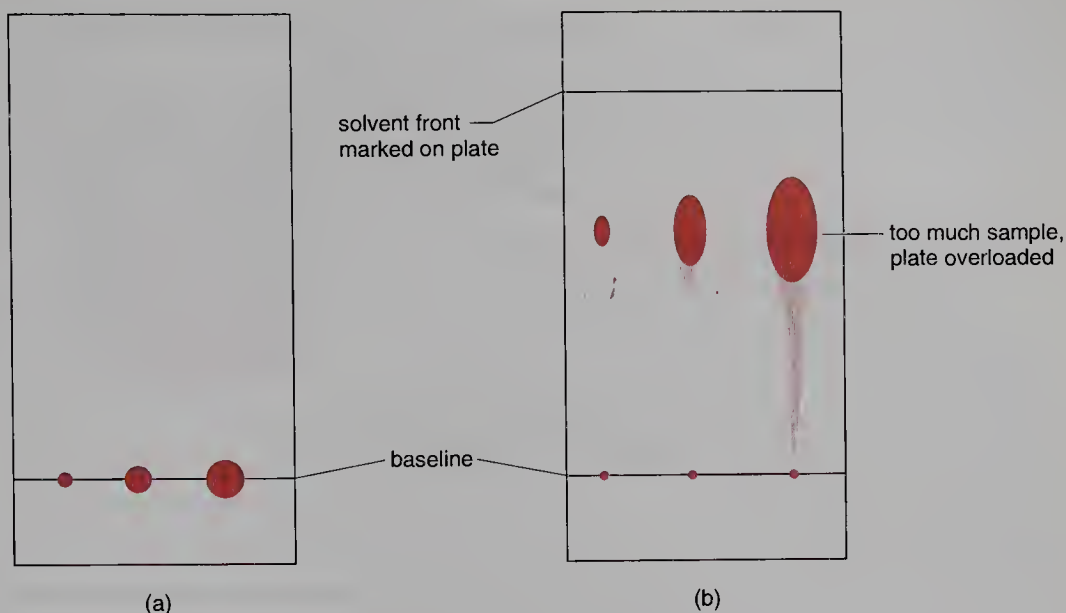 solvent front
marked on plate
too much sample,
plate overloaded
baseline
(a)
(b)